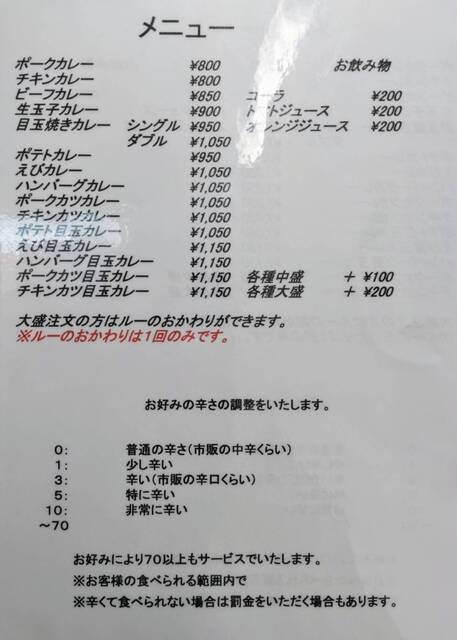 メニュー
お飲み物
ポークカレー ¥800
チキンカレー ¥800
ビーフカレー ¥850 コーラ ¥200
生玉子カレー ¥900 トマトジュース ¥200
目玉焼きカレー シングル ¥950 オレンジジュース ¥200
ダブル ¥1,050
ポテトカレー ¥950
えびカレー ¥1,050
ハンバーグカレー ¥1,050
ポークカツカレー ¥1,050
チキンカツカレー ¥1,050
ポテト目玉カレー ¥1,050
えび目玉カレー ¥1,150
ハンバーグ目玉カレー ¥1,150
ポークカツ目玉カレー ¥1,150 各種中盛 + ¥100
チキンカツ目玉カレー ¥1,150 各種大盛 + ¥200
大盛注文の方はルーのおかわりができます。
※ルーのおかわりは1回のみです。
お好みの辛さの調整をいたします。
0: 普通の辛さ(市販の中辛くらい)
1: 少し辛い
3: 辛い(市販の辛口くらい)
5: 特に辛い
10: 非常に辛い
～70
お好みにより70以上もサービスでいたします。
※お客様の食べられる範囲内で
※辛くて食べられない場合は罰金をいただく場合もあります。